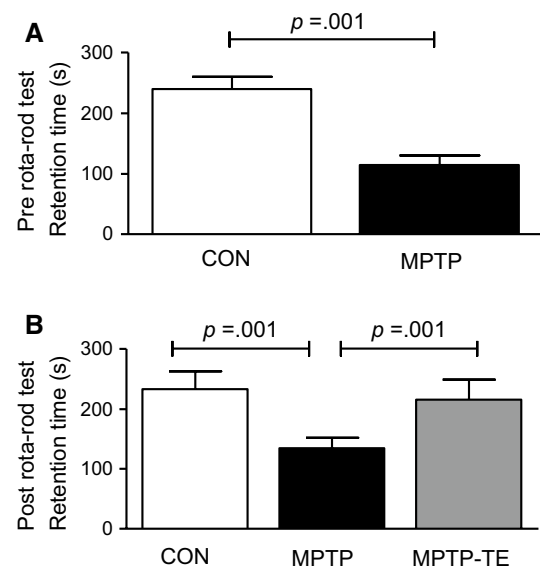 A
p =.001
Pre rota-rod test
Retention time (s)
300
200
100
0
CON
MPTP
B
p =.001
p =.001
Post rota-rod test
Retention time (s)
300
200
100
0
CON
MPTP
MPTP-TE